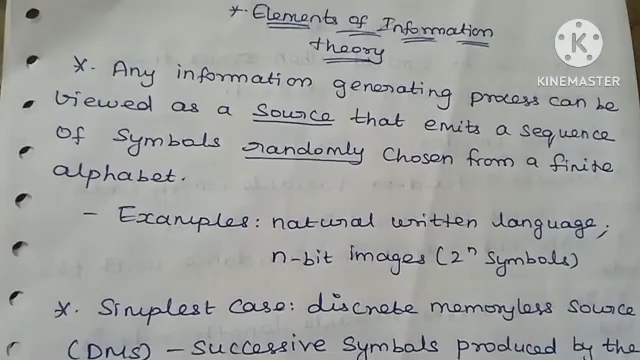 *. Elements of Information
theory
*. Any information generating process can be
viewed as a source that emits a sequence
of symbols randomly chosen from a finite
alphabet.
- Examples: natural written language;
n-bit images (2ⁿ symbols)
*. Simplest case: discrete memoryless source
(DMS) - successive symbols produced by the
K
KINEMASTER